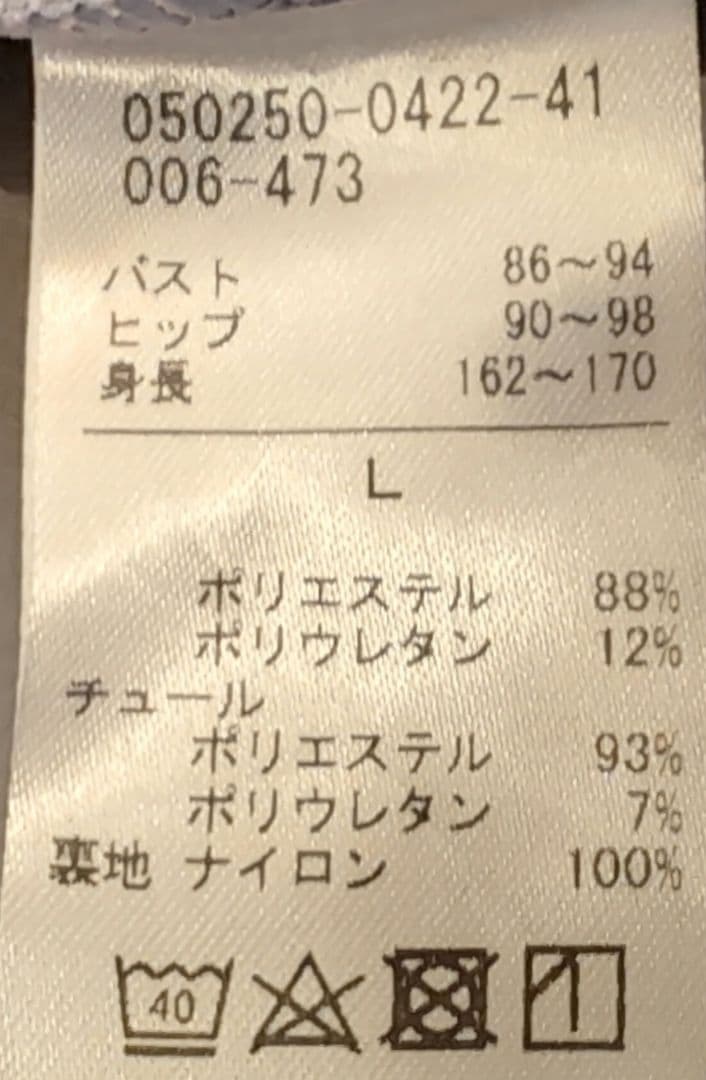 050250-0422-41
006-473
バスト 86〜94
ヒップ 90〜98
身長 162〜170
L
ポリエステル 88%
ポリウレタン 12%
チュール
ポリエステル 93%
ポリウレタン 7%
裏地 ナイロン 100%
40